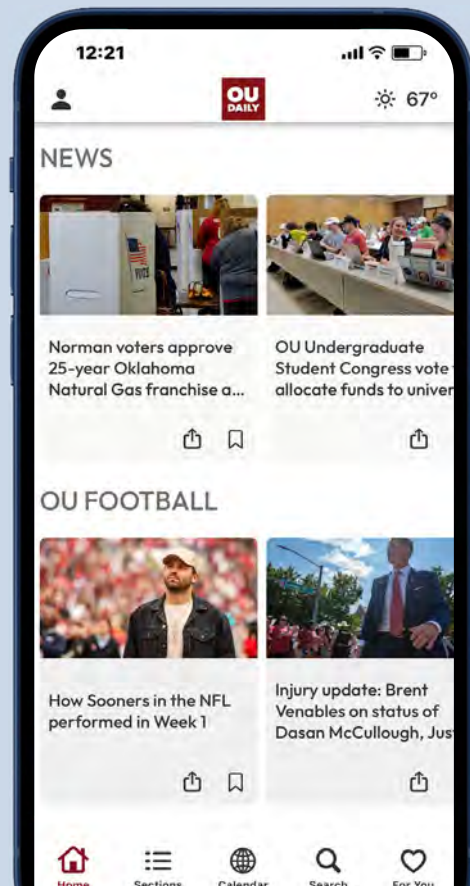 12:21
OU
DAILY
67°
NEWS
VOTE
Norman voters approve
25-year Oklahoma
Natural Gas franchise a...
OU Undergraduate
Student Congress vote
allocate funds to univer
OU FOOTBALL
How Sooners in the NFL
performed in Week 1
Injury update: Brent
Venables on status of
Dasan McCullough, Jus
Home
Sections
Calendar
Search
For You